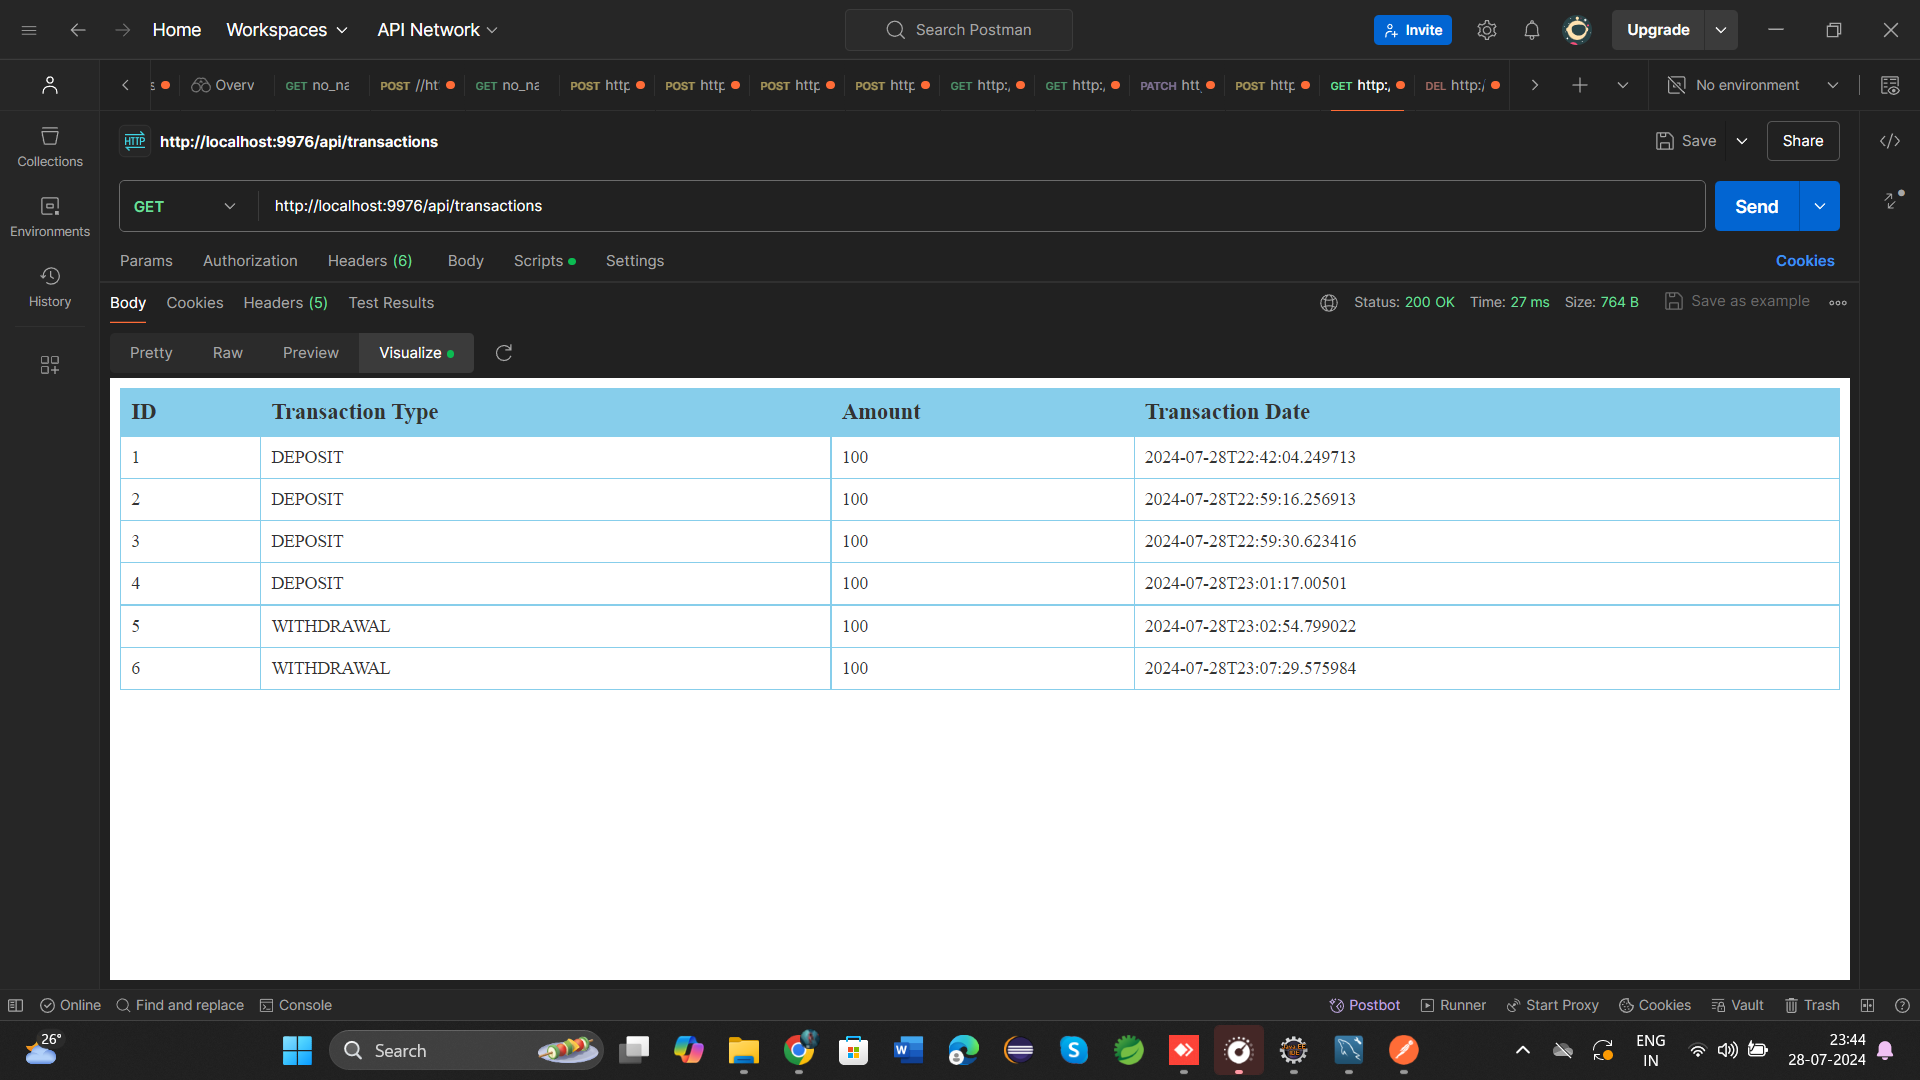 Home Workspaces API Network Search Postman Invite Upgrade
s Overv GET no_na POST //ht GET no_na POST http POST http POST http POST http GET http:/ GET http:/ PATCH htt POST http GET http:/ DEL http:/ No environment
HTTP http://localhost:9976/api/transactions Save Share
Collections
GET http://localhost:9976/api/transactions Send
Environments
Params Authorization Headers (6) Body Scripts Settings Cookies
History
Body Cookies Headers (5) Test Results Status: 200 OK Time: 27 ms Size: 764 B Save as example
Pretty Raw Preview Visualize
ID Transaction Type Amount Transaction Date
1 DEPOSIT 100 2024-07-28T22:42:04.249713
2 DEPOSIT 100 2024-07-28T22:59:16.256913
3 DEPOSIT 100 2024-07-28T22:59:30.623416
4 DEPOSIT 100 2024-07-28T23:01:17.00501
5 WITHDRAWAL 100 2024-07-28T23:02:54.799022
6 WITHDRAWAL 100 2024-07-28T23:07:29.575984
Online Find and replace Console Postbot Runner Start Proxy Cookies Vault Trash
26° Search ENG 23:44
IN 28-07-2024